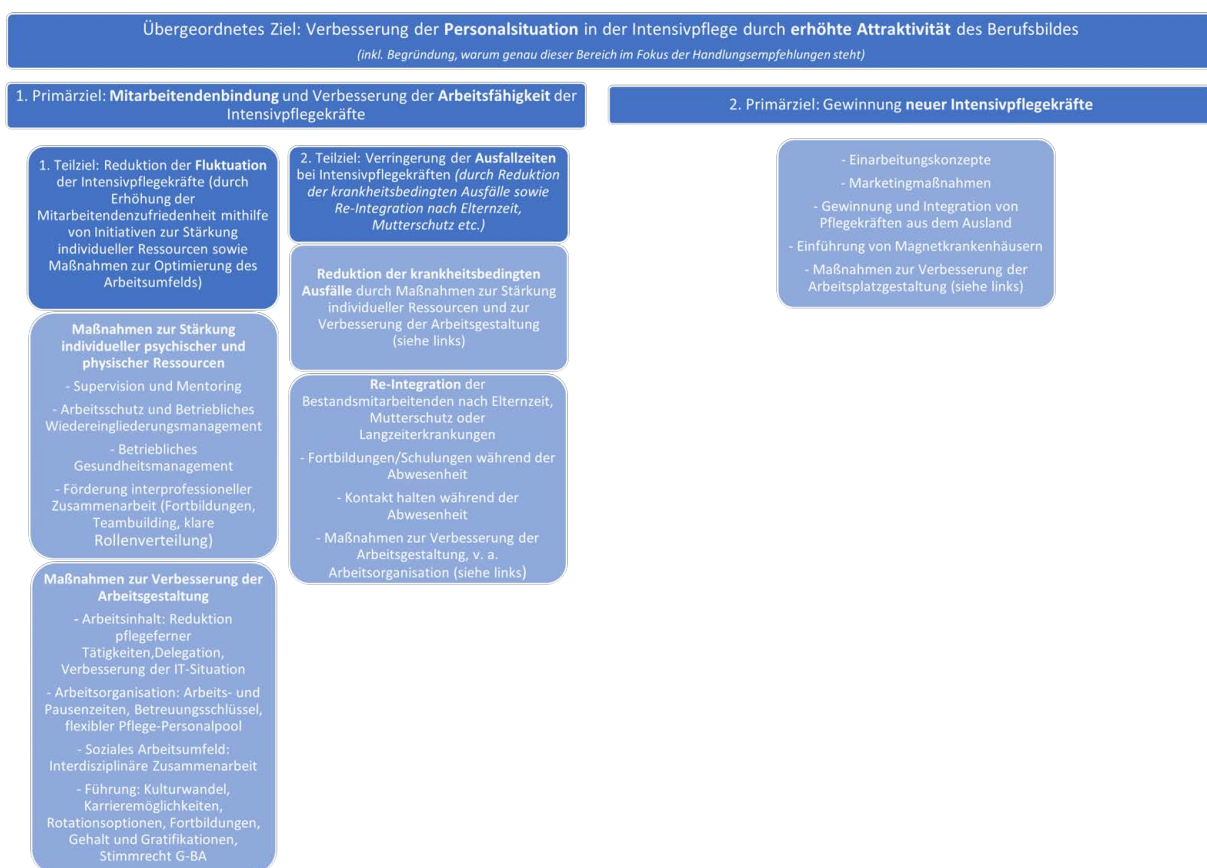 Übergeordnetes Ziel: Verbesserung der Personalsituation in der Intensivpflege durch erhöhte Attraktivität des Berufsbildes
(inkl. Begründung, warum genau dieser Bereich im Fokus der Handlungsempfehlungen steht)
1. Primärziel: Mitarbeitendenbindung und Verbesserung der Arbeitsfähigkeit der
Intensivpflegekräfte
1. Teilziel: Reduktion der Fluktuation
der Intensivpflegekräfte (durch
Erhöhung der
Mitarbeitendenzufriedenheit mithilfe
von Initiativen zur Stärkung
individueller Ressourcen sowie
Maßnahmen zur Optimierung des
Arbeitsumfelds)
Maßnahmen zur Stärkung
individueller psychischer und
physischer Ressourcen
- Supervision und Mentoring
- Arbeitsschutz und Betriebliches
Wiedereingliederungsmanagement
- Betriebliches
Gesundheitsmanagement
- Förderung interprofessioneller
Zusammenarbeit (Fortbildungen,
Teambuilding, klare
Rollenverteilung)
Maßnahmen zur Verbesserung der
Arbeitsgestaltung
- Arbeitsinhalt: Reduktion
pflegeferner
Tätigkeiten,Delegation,
Verbesserung der IT-Situation
- Arbeitsorganisation: Arbeits- und
Pausenzeiten, Betreuungsschlüssel,
flexibler Pflege-Personalpool
- Soziales Arbeitsumfeld:
Interdisziplinäre Zusammenarbeit
- Führung: Kulturwandel,
Karrieremöglichkeiten,
Rotationsoptionen, Fortbildungen,
Gehalt und Gratifikationen,
Stimmrecht G-BA
2. Teilziel: Verringerung der Ausfallzeiten
bei Intensivpflegekräften (durch Reduktion
der krankheitsbedingten Ausfälle sowie
Re-Integration nach Elternzeit,
Mutterschutz etc.)
Reduktion der krankheitsbedingten
Ausfälle durch Maßnahmen zur Stärkung
individueller Ressourcen und zur
Verbesserung der Arbeitsgestaltung
(siehe links)
Re-Integration der
Bestandsmitarbeitenden nach Elternzeit,
Mutterschutz oder
Langzeiterkrankungen
- Fortbildungen/Schulungen während der
Abwesenheit
- Kontakt halten während der
Abwesenheit
- Maßnahmen zur Verbesserung der
Arbeitsgestaltung, v. a.
Arbeitsorganisation (siehe links)
2. Primärziel: Gewinnung neuer Intensivpflegekräfte
- Einarbeitungskonzepte
- Marketingmaßnahmen
- Gewinnung und Integration von
Pflegekräften aus dem Ausland
- Einführung von Magnetkrankenhäusern
- Maßnahmen zur Verbesserung der
Arbeitsplatzgestaltung (siehe links)